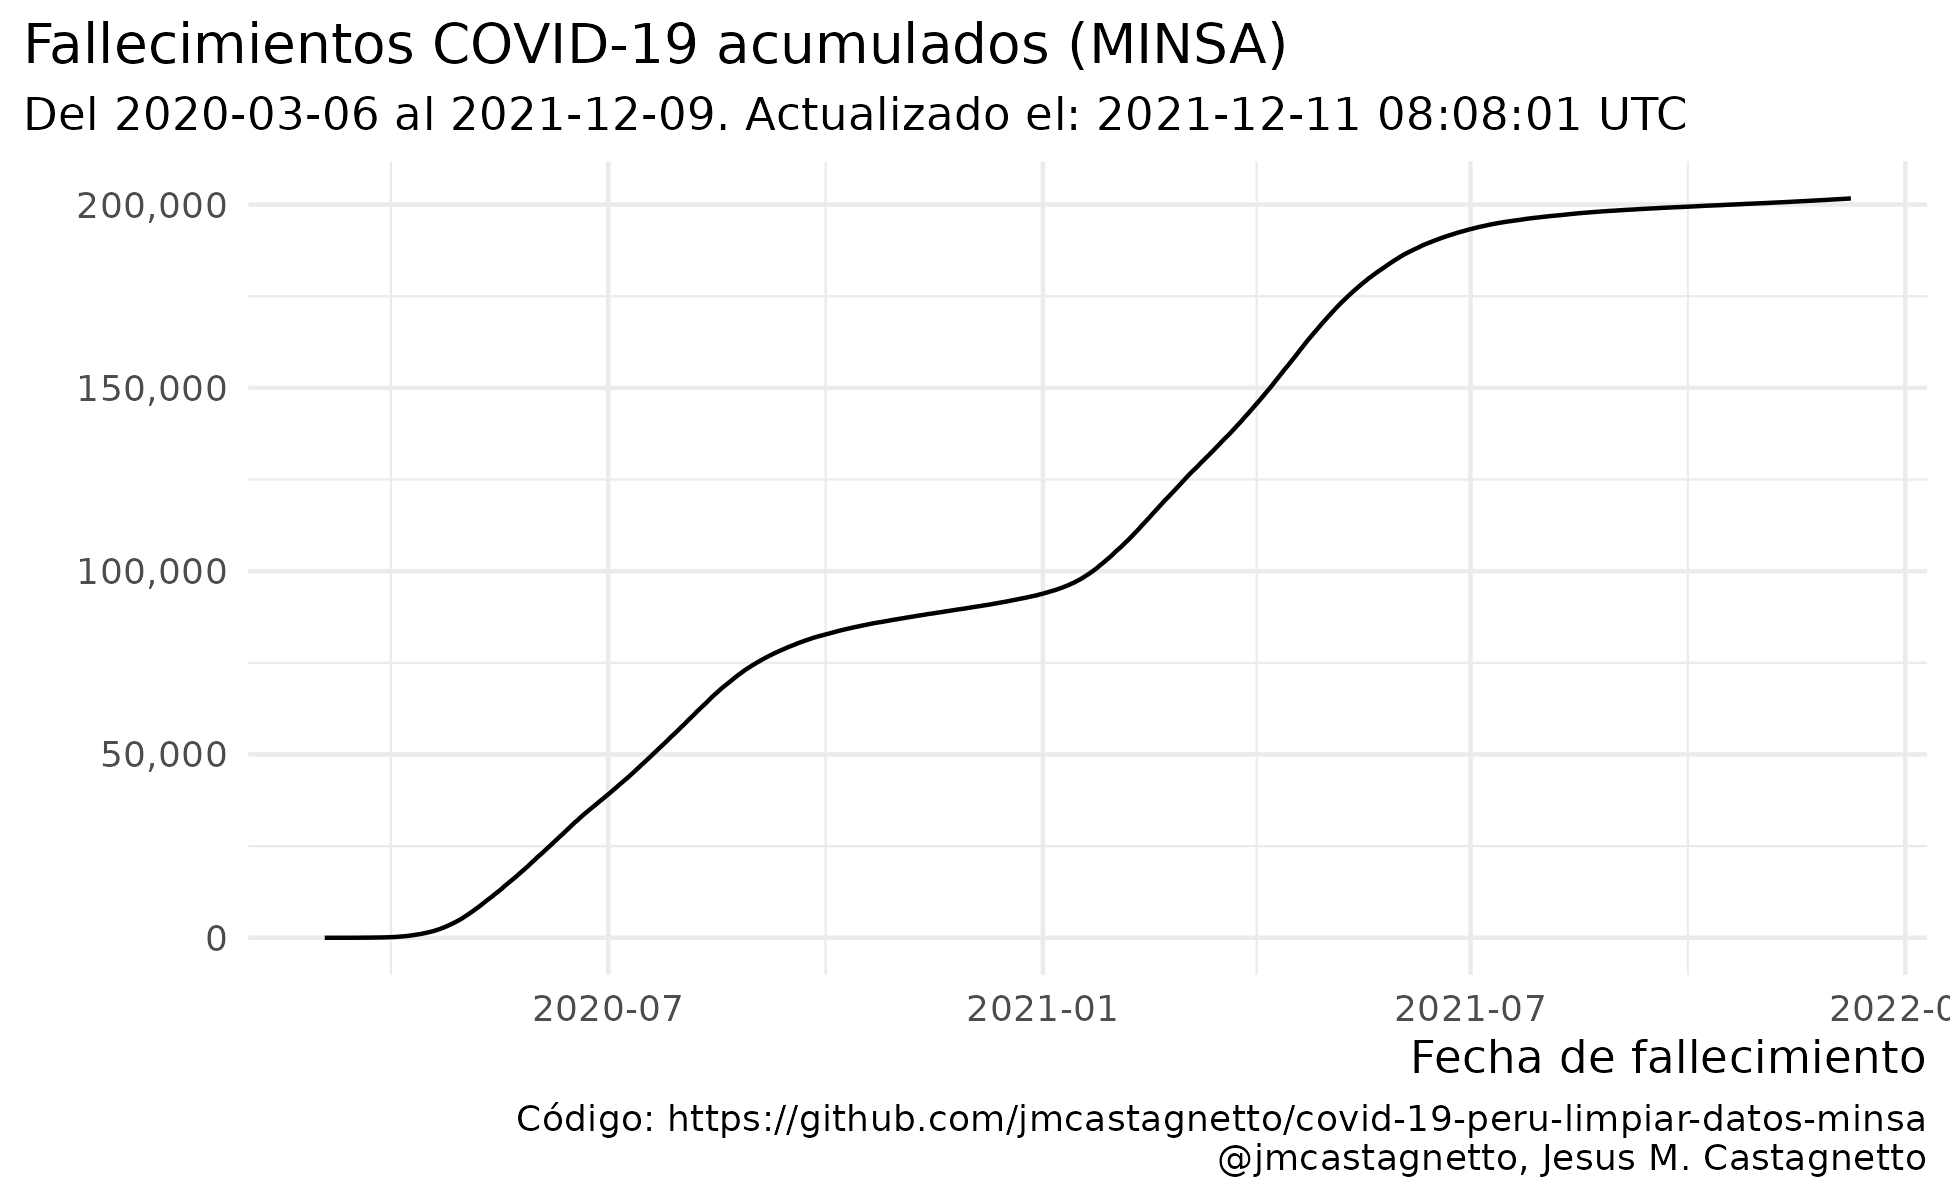 Fallecimientos COVID-19 acumulados (MINSA)
Del 2020-03-06 al 2021-12-09. Actualizado el: 2021-12-11 08:08:01 UTC
200,000
150,000
100,000
50,000
0
2020-07 2021-01 2021-07 2022-0
Fecha de fallecimiento
Código: https://github.com/jmcastagnetto/covid-19-peru-limpiar-datos-minsa
@jmcastagnetto, Jesus M. Castagnetto